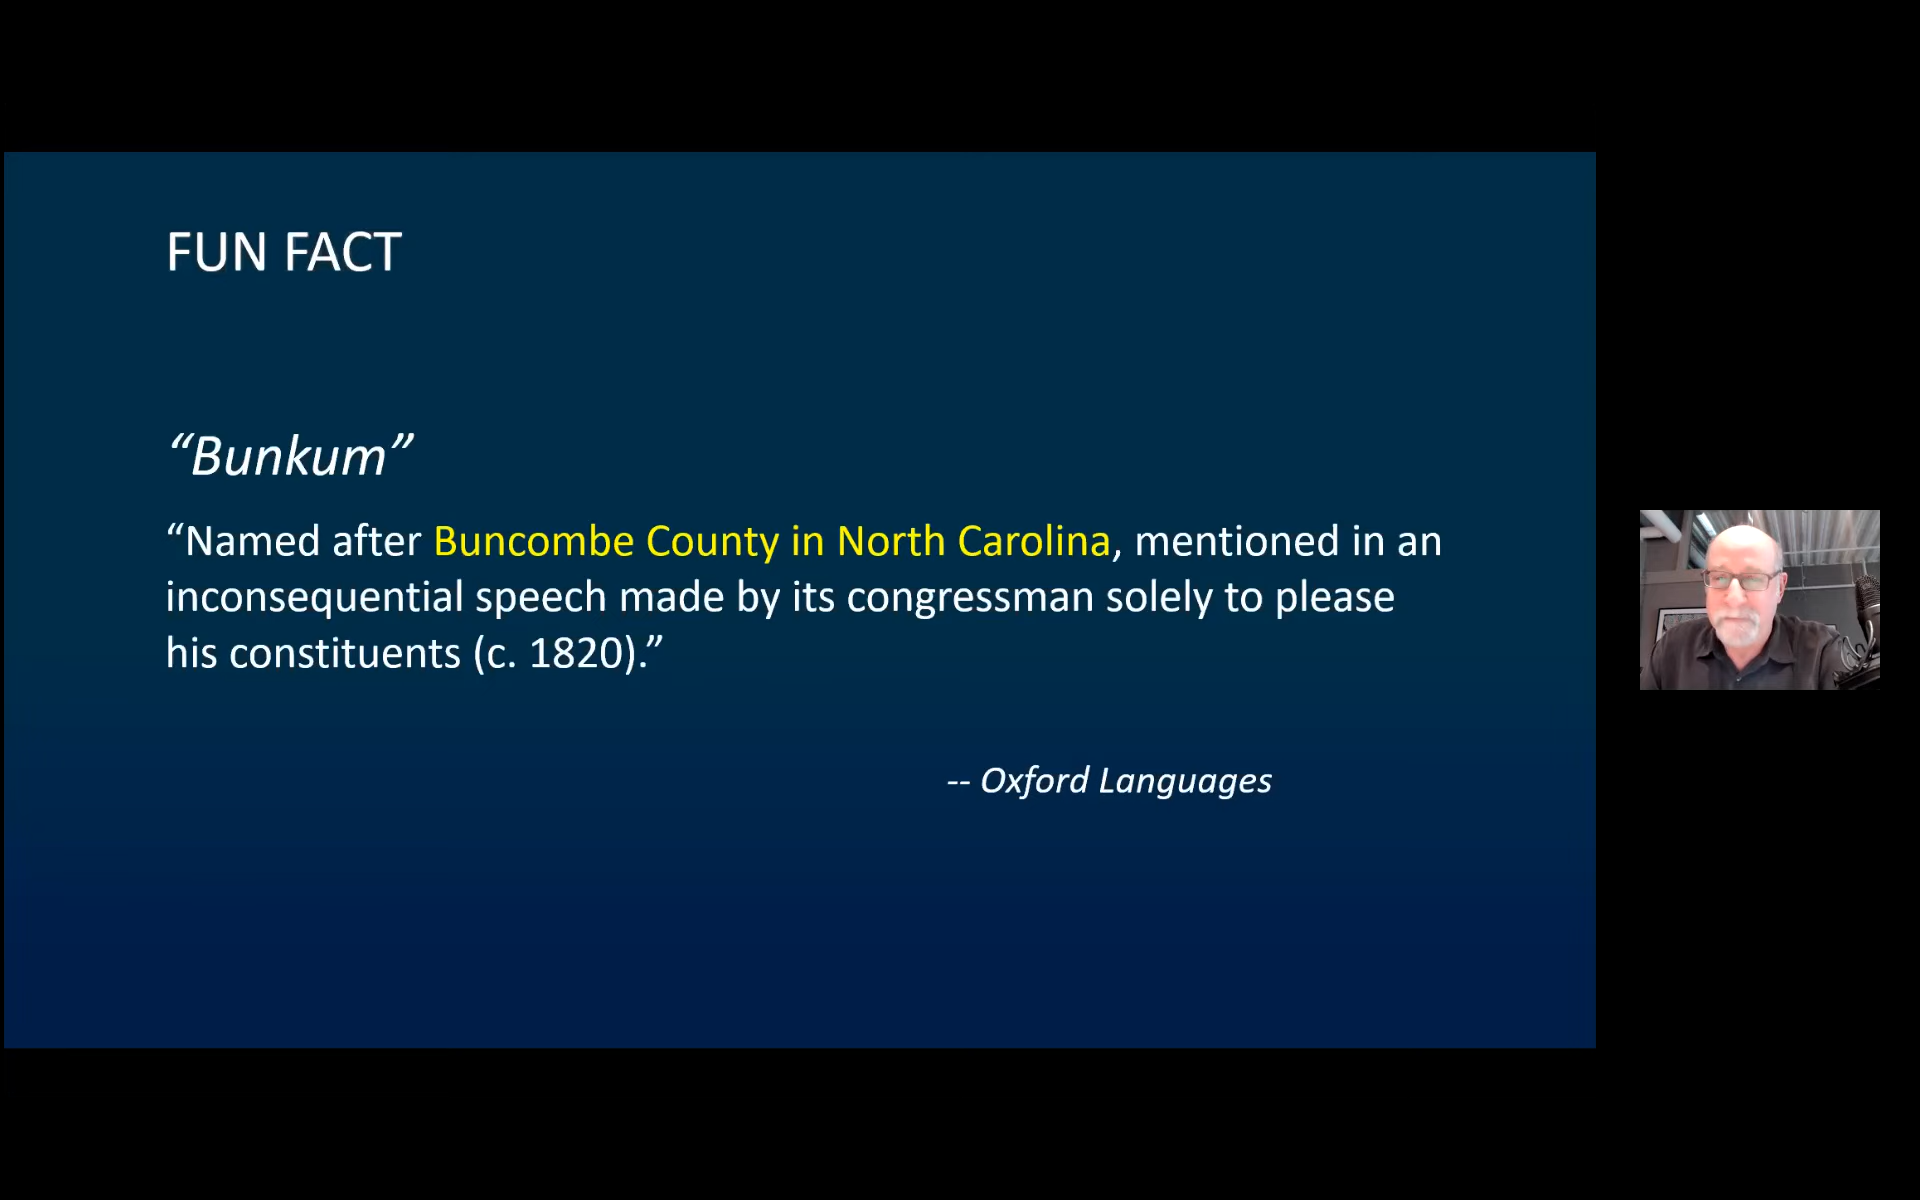 FUN FACT
“Bunkum”
“Named after Buncombe County in North Carolina, mentioned in an
inconsequential speech made by its congressman solely to please
his constituents (c. 1820).”
-- Oxford Languages